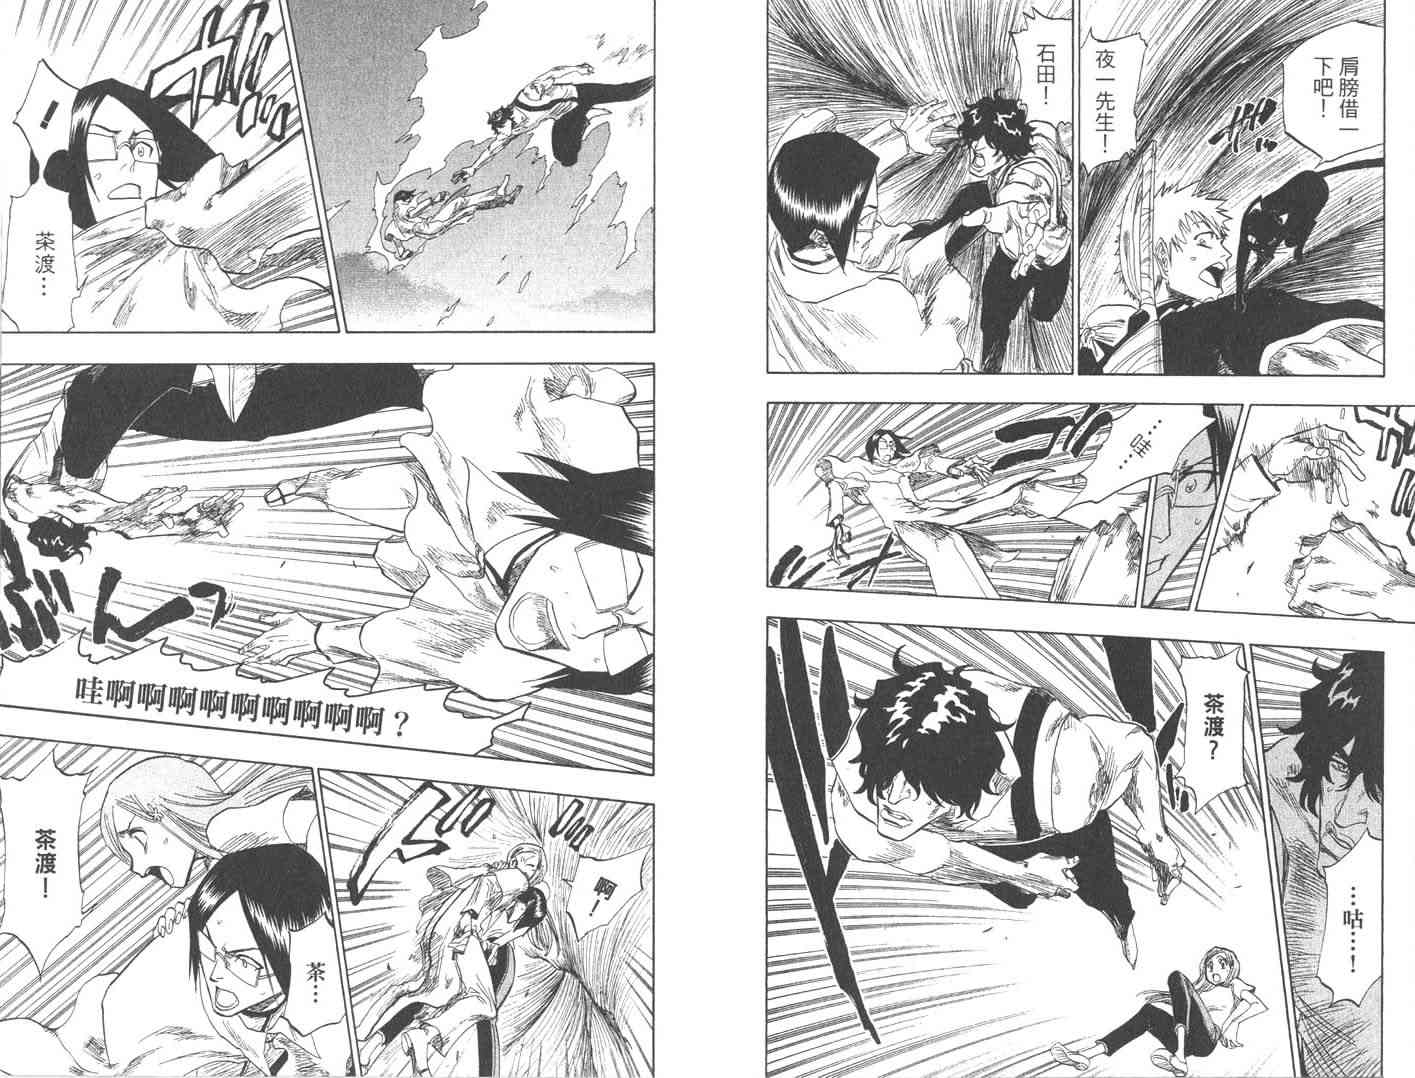 肩膀借一
下吧！
夜一先生！
石田！
…哇…
…咕…！
茶渡？
！
茶渡…
哇啊啊啊啊啊啊啊啊啊？
啊！
茶…
茶渡！